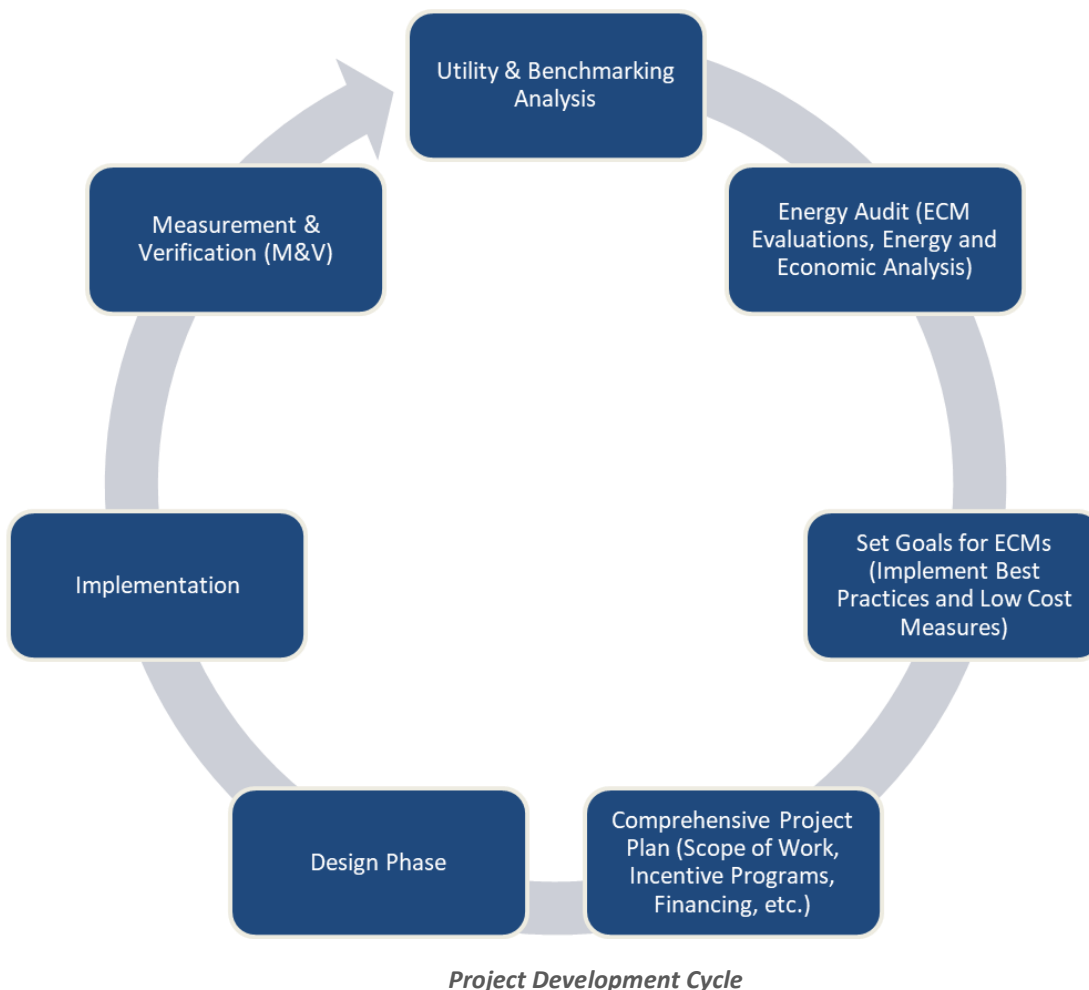 Utility & Benchmarking
Analysis
Energy Audit (ECM
Evaluations, Energy and
Economic Analysis)
Set Goals for ECMs
(Implement Best
Practices and Low Cost
Measures)
Comprehensive Project
Plan (Scope of Work,
Incentive Programs,
Financing, etc.)
Design Phase
Implementation
Measurement &
Verification (M&V)
Project Development Cycle